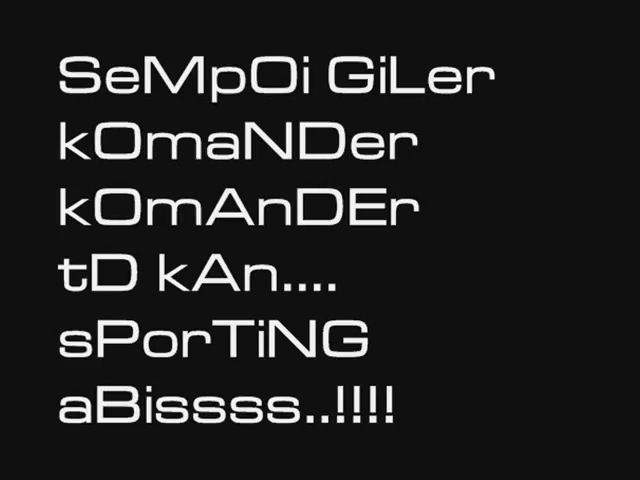 SeMpOi GiLer
kOmaNDer
kOmAnDEr
tD kAn....
sPorTiNG
aBissss..!!!!